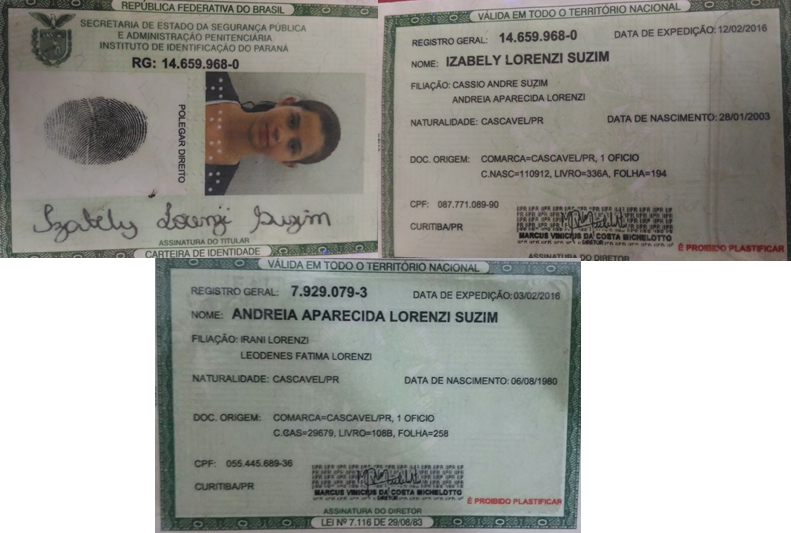 REPÚBLICA FEDERATIVA DO BRASIL
SECRETARIA DE ESTADO DA SEGURANÇA PÚBLICA
E ADMINISTRAÇÃO PENITENCIÁRIA
INSTITUTO DE IDENTIFICAÇÃO DO PARANÁ
RG: 14.659.968-0
POLEGAR DIREITO
Izabely Lorenzi Suzim
ASSINATURA DO TITULAR
CARTEIRA DE IDENTIDADE
VÁLIDA EM TODO O TERRITÓRIO NACIONAL
REGISTRO GERAL: 14.659.968-0 DATA DE EXPEDIÇÃO: 12/02/2016
NOME: IZABELY LORENZI SUZIM
FILIAÇÃO: CASSIO ANDRE SUZIM
ANDREIA APARECIDA LORENZI
NATURALIDADE: CASCAVEL/PR DATA DE NASCIMENTO: 28/01/2003
DOC. ORIGEM: COMARCA=CASCAVEL/PR, 1 OFICIO
C.NASC=110912, LIVRO=336A, FOLHA=194
CPF: 087.771.089-90
CURITIBA/PR
MARCUS VINICIUS DA COSTA MICHELOTTO
DIRETOR
É PROIBIDO PLASTIFICAR
ASSINATURA DO DIRETOR
VÁLIDA EM TODO O TERRITÓRIO NACIONAL
REGISTRO GERAL: 7.929.079-3 DATA DE EXPEDIÇÃO: 03/02/2016
NOME: ANDREIA APARECIDA LORENZI SUZIM
FILIAÇÃO: IRANI LORENZI
LEODENES FATIMA LORENZI
NATURALIDADE: CASCAVEL/PR DATA DE NASCIMENTO: 06/08/1980
DOC. ORIGEM: COMARCA=CASCAVEL/PR, 1 OFICIO
C.CAS=29679, LIVRO=108B, FOLHA=258
CPF: 055.445.689-36
CURITIBA/PR
MARCUS VINICIUS DA COSTA MICHELOTTO
DIRETOR
É PROIBIDO PLASTIFICAR
ASSINATURA DO DIRETOR
LEI Nº 7.116 DE 29/08/83